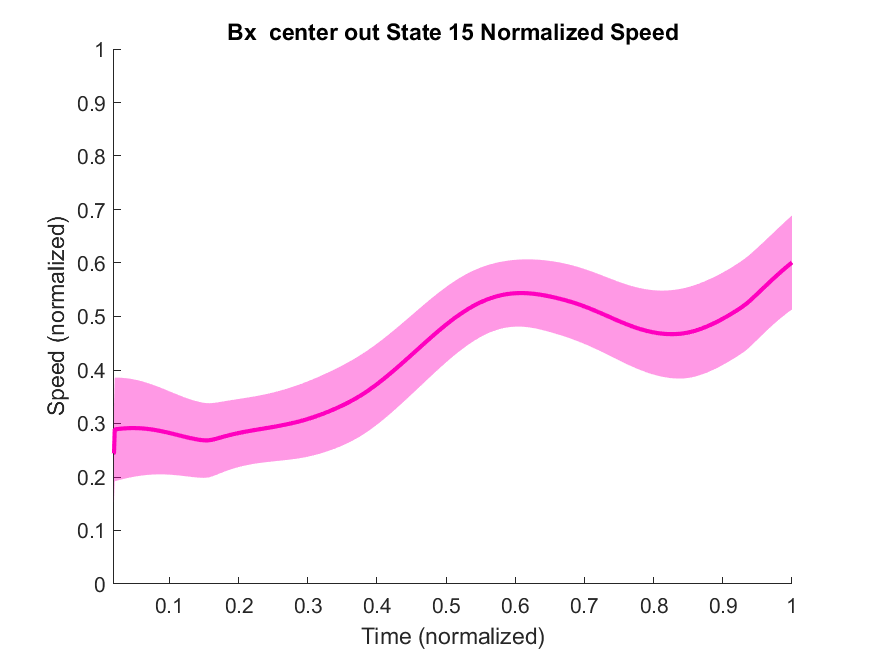 Bx  center out State 15 Normalized Speed
1
0.9
0.8
0.7
0.6
0.5
0.4
0.3
0.2
0.1
0
Speed (normalized)
0.1 0.2 0.3 0.4 0.5 0.6 0.7 0.8 0.9 1
Time (normalized)